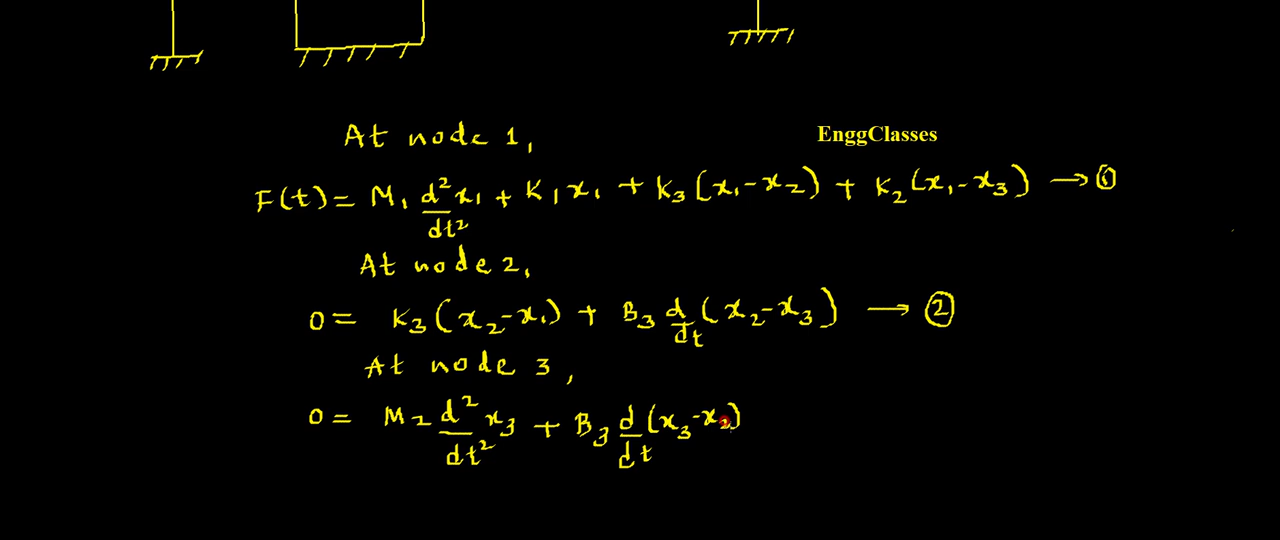 At node 1,
EnggClasses
F(t) = M₁ d²x₁/dt² + K₁x₁ + K₃(x₁-x₂) + K₂(x₁-x₃) → ①
At node 2,
0 = K₃(x₂-x₁) + B₃ d/dt (x₂-x₃) → ②
At node 3,
0 = M₂ d²x₃/dt² + B₃ d/dt (x₃-x₂)